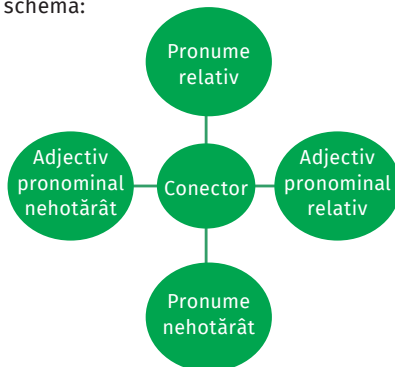 schema:
Pronume
relativ
Adjectiv
pronominal
nehotărât
Conector
Adjectiv
pronominal
relativ
Pronume
nehotărât